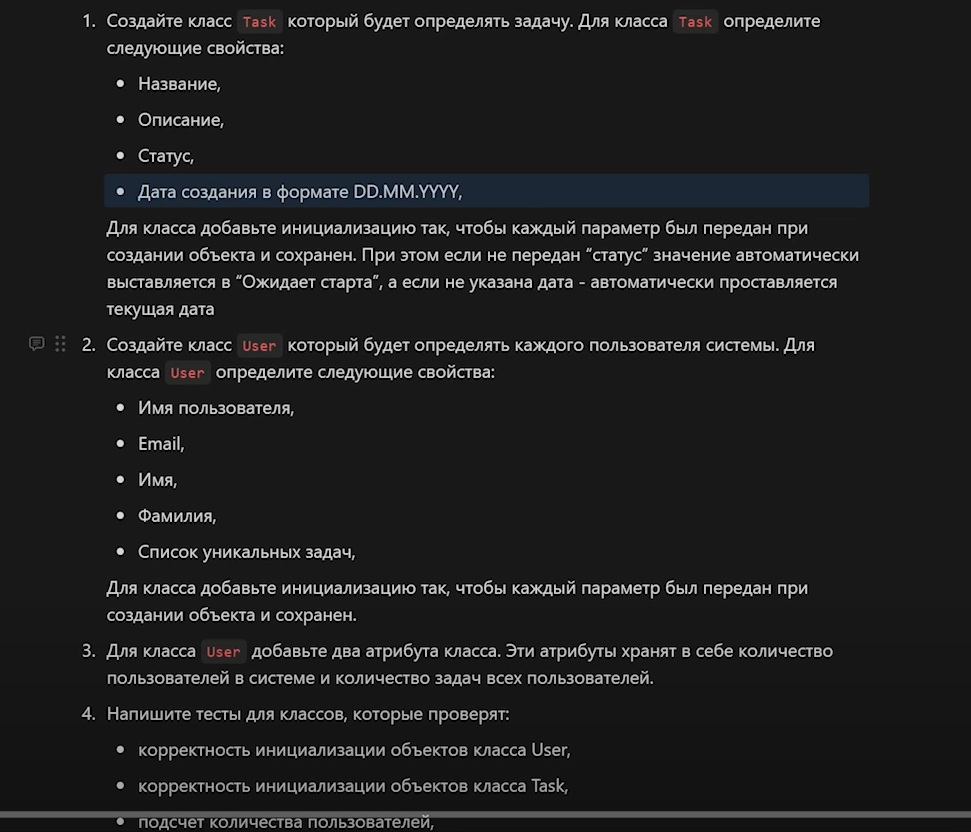 1. Создайте класс Task который будет определять задачу. Для класса Task определите
следующие свойства:
• Название,
• Описание,
• Статус,
• Дата создания в формате DD.MM.YYYY,
Для класса добавьте инициализацию так, чтобы каждый параметр был передан при
создании объекта и сохранен. При этом если не передан “статус” значение автоматически
выставляется в “Ожидает старта”, а если не указана дата - автоматически проставляется
текущая дата
2. Создайте класс User который будет определять каждого пользователя системы. Для
класса User определите следующие свойства:
• Имя пользователя,
• Email,
• Имя,
• Фамилия,
• Список уникальных задач,
Для класса добавьте инициализацию так, чтобы каждый параметр был передан при
создании объекта и сохранен.
3. Для класса User добавьте два атрибута класса. Эти атрибуты хранят в себе количество
пользователей в системе и количество задач всех пользователей.
4. Напишите тесты для классов, которые проверят:
• корректность инициализации объектов класса User,
• корректность инициализации объектов класса Task,
• подсчет количества пользователей,